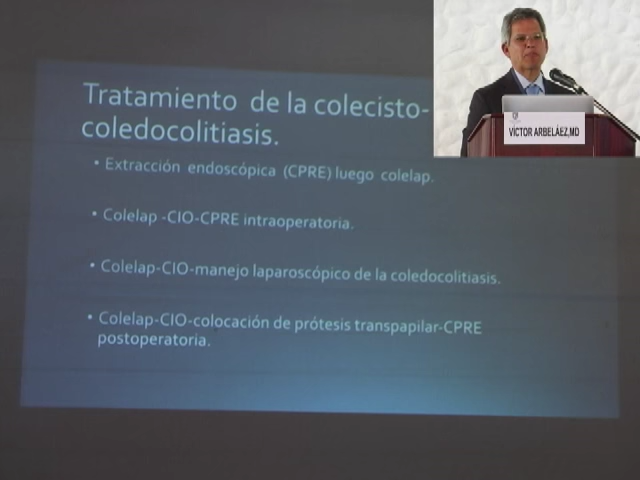 Tratamiento de la colecisto-
coledocolitiasis.
• Extracción endoscópica (CPRE) luego colelap.
• Colelap -CIO-CPRE intraoperatoria.
• Colelap-CIO-manejo laparoscópico de la coledocolitiasis.
• Colelap-CIO-colocación de prótesis transpapilar-CPRE
postoperatoria.
VICTOR ARBELÁEZ,MD